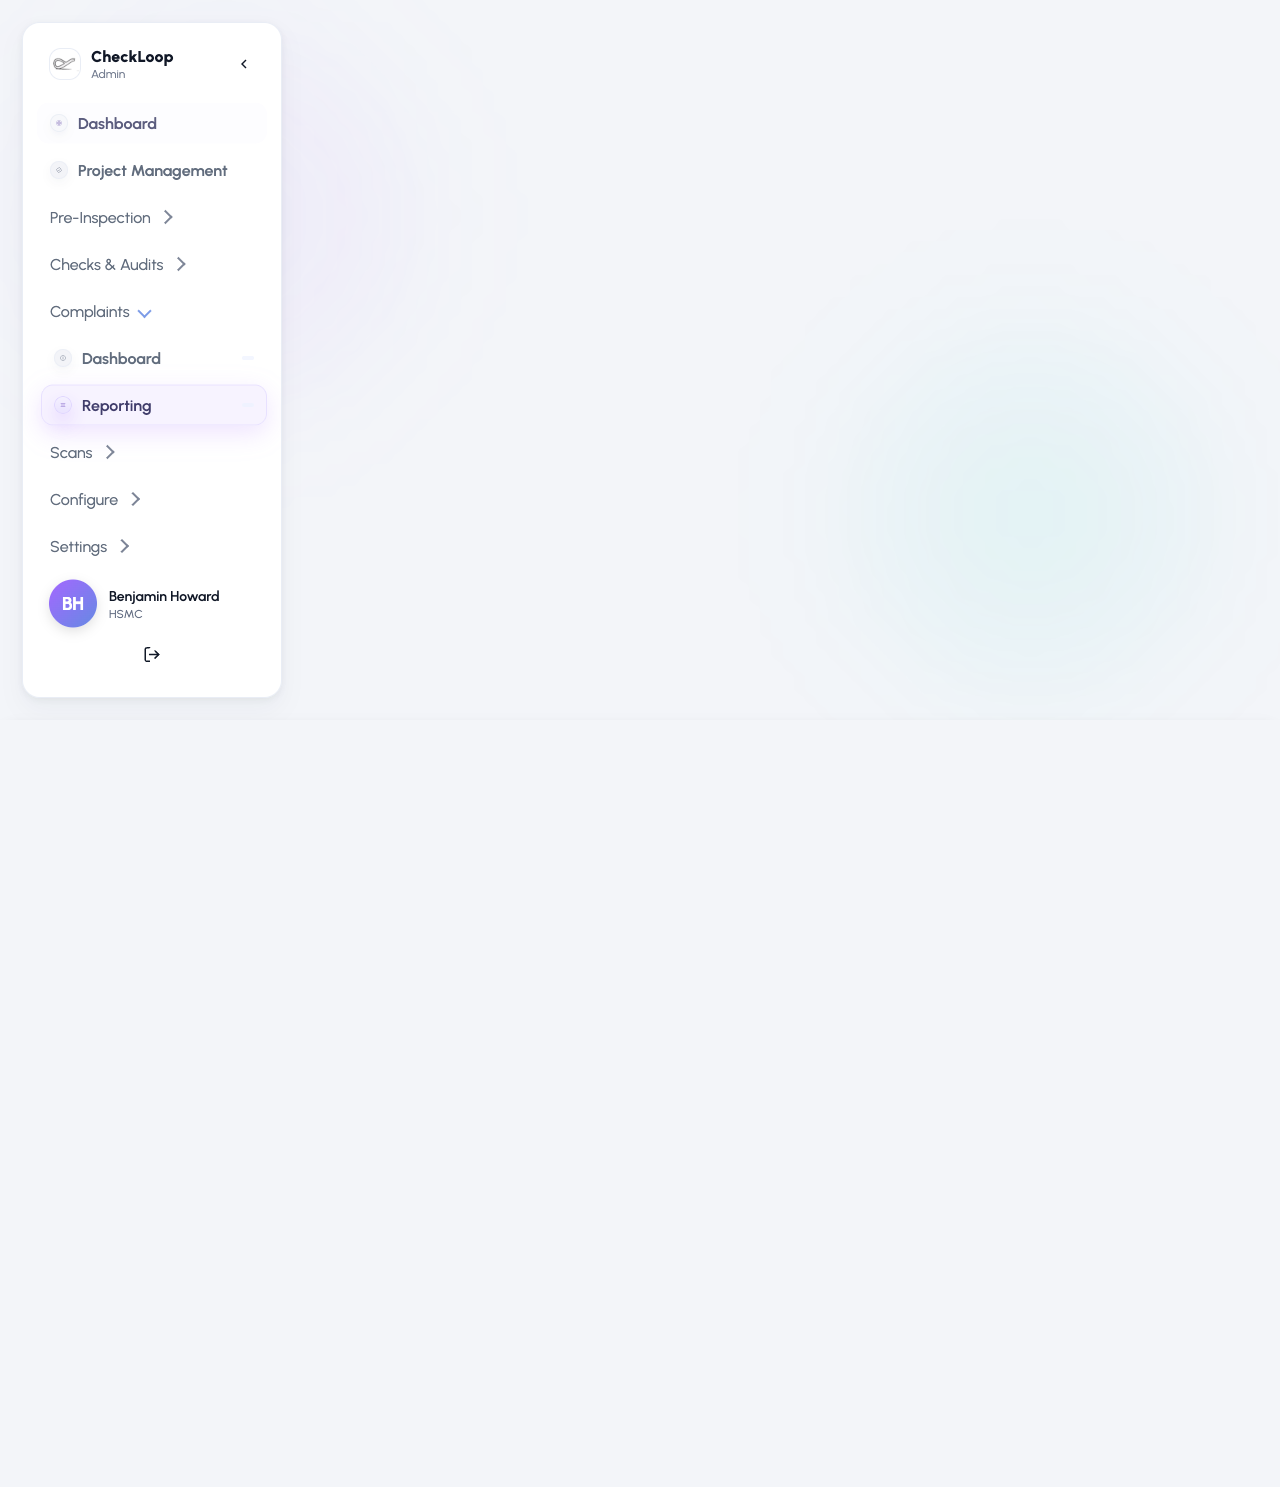 CheckLoop
Admin
Dashboard
Project Management
Pre-Inspection
Checks & Audits
Complaints
Dashboard
Reporting
Scans
Configure
Settings
BH
Benjamin Howard
HSMC